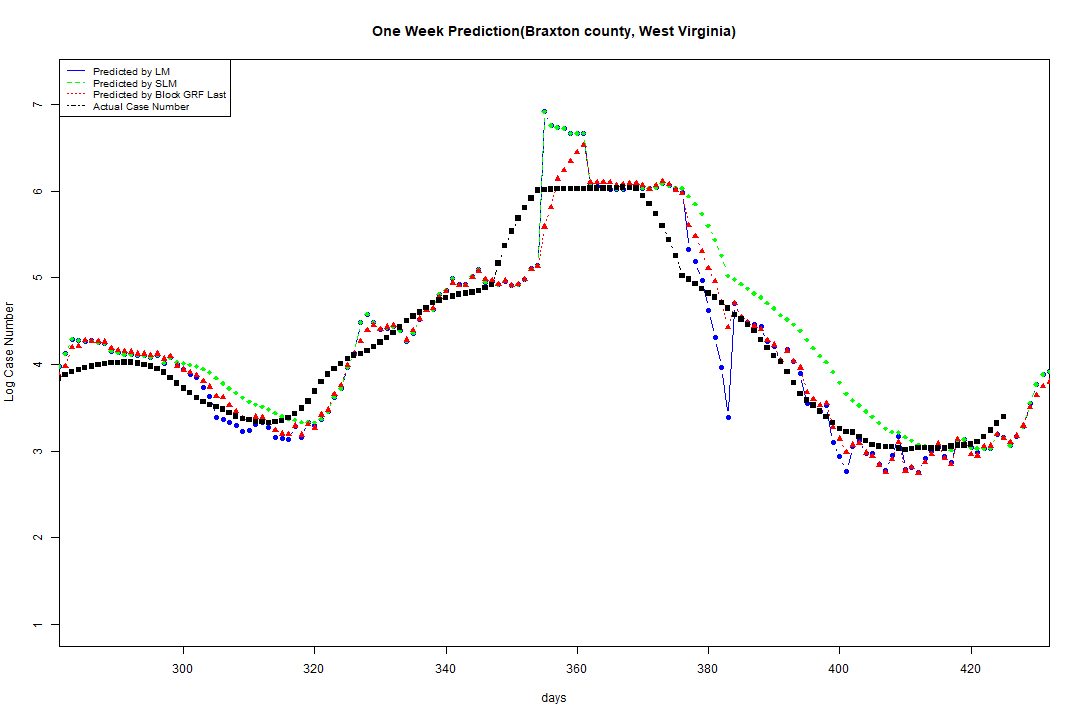 One Week Prediction(Braxton county, West Virginia)
Predicted by LM
Predicted by SLM
Predicted by Block GRF Last
Actual Case Number
7
6
5
4
3
2
1
Log Case Number
300 320 340 360 380 400 420
days